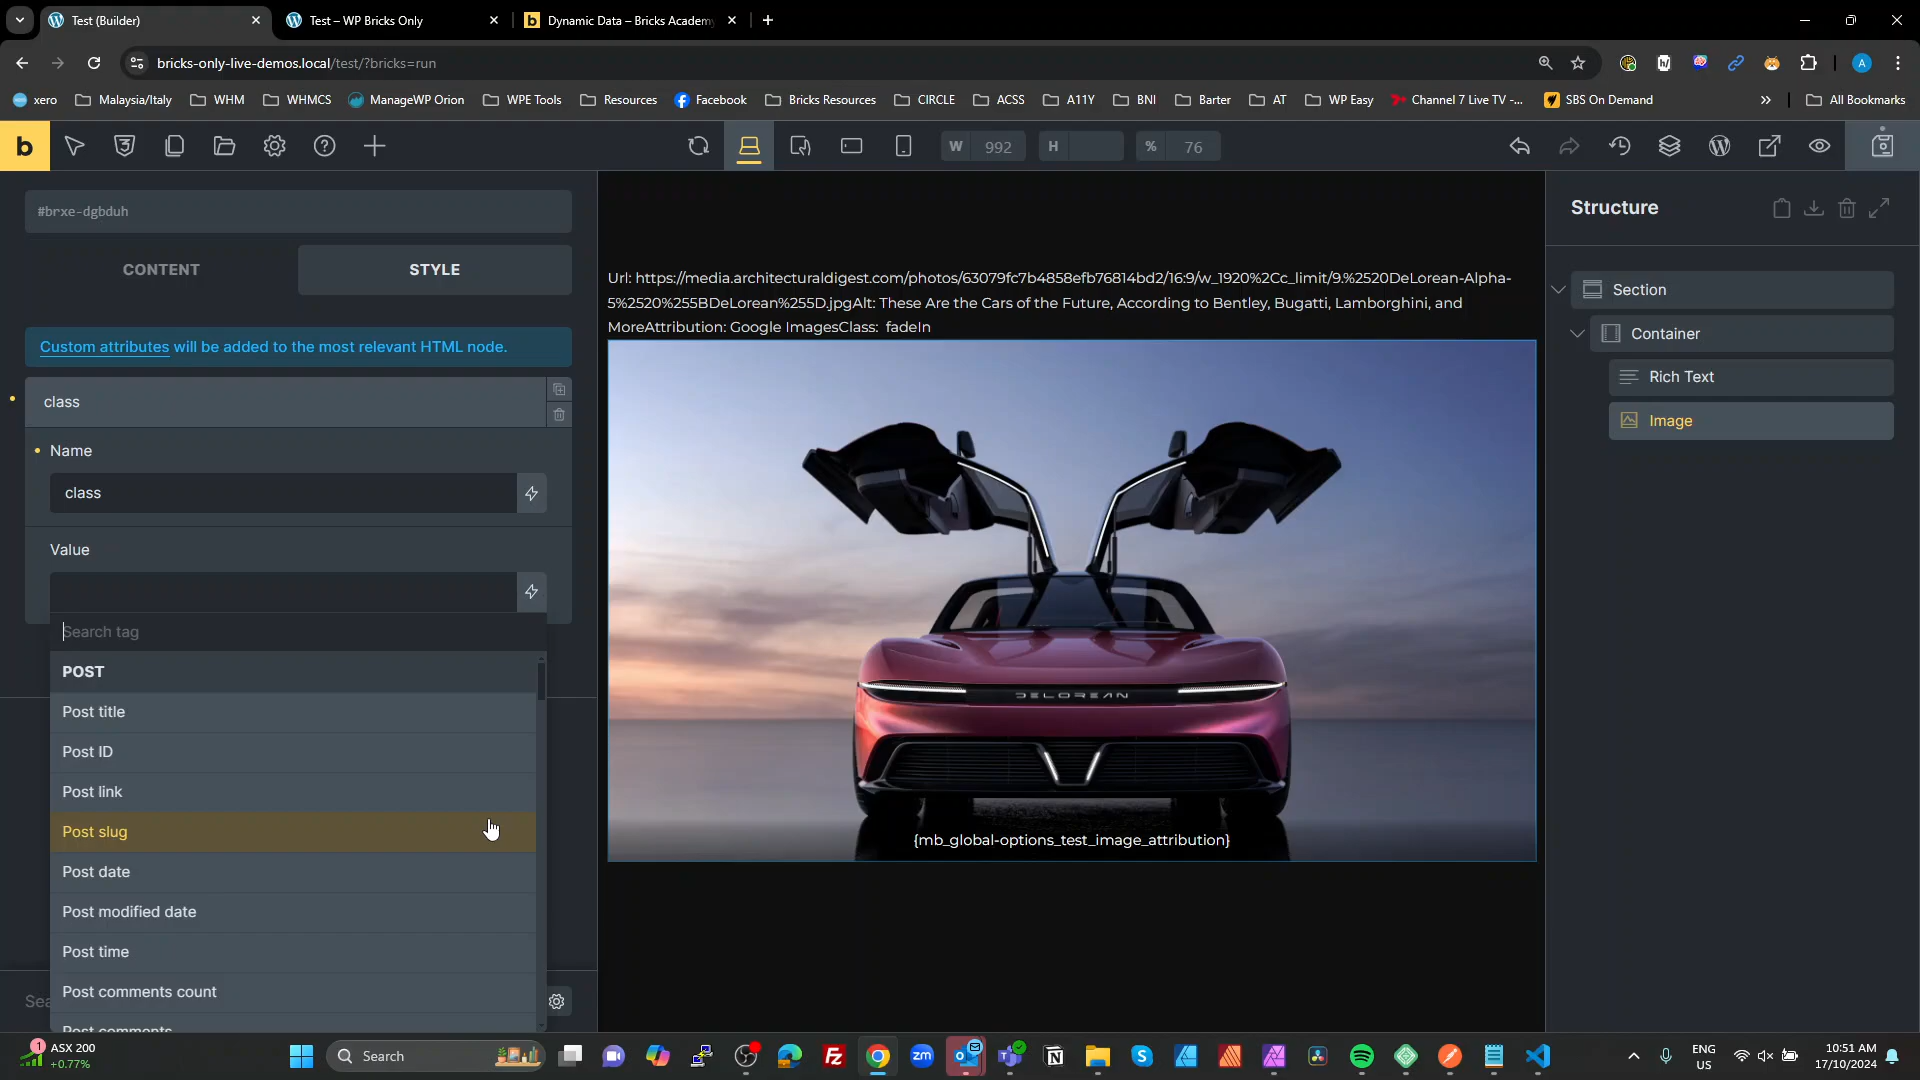 Test (Builder)
Test – WP Bricks Only
Dynamic Data – Bricks Academy
bricks-only-live-demos.local/test/?bricks=run
xero
Malaysia/Italy
WHM
WHMCS
ManageWP Orion
WPE Tools
Resources
Facebook
Bricks Resources
CIRCLE
ACSS
A11Y
BNI
Barter
AT
WP Easy
Channel 7 Live TV -...
SBS On Demand
All Bookmarks
b
W 992
H
% 76
#brxe-dgbduh
CONTENT
STYLE
Custom attributes will be added to the most relevant HTML node.
class
Name
class
Value
Search tag
POST
Post title
Post ID
Post link
Post slug
Post date
Post modified date
Post time
Post comments count
Post comments
Sea
Url: https://media.architecturaldigest.com/photos/63079fc7b4858efb76814bd2/16:9/w_1920%2Cc_limit/9.%2520DeLorean-Alpha-
5%2520%255BDeLorean%255D.jpgAlt: These Are the Cars of the Future, According to Bentley, Bugatti, Lamborghini, and
MoreAttribution: Google ImagesClass: fadeIn
DELOREAN
{mb_global-options_test_image_attribution}
Structure
Section
Container
Rich Text
Image
1
ASX 200
+0.77%
Search
zm
ENG
US
10:51 AM
17/10/2024